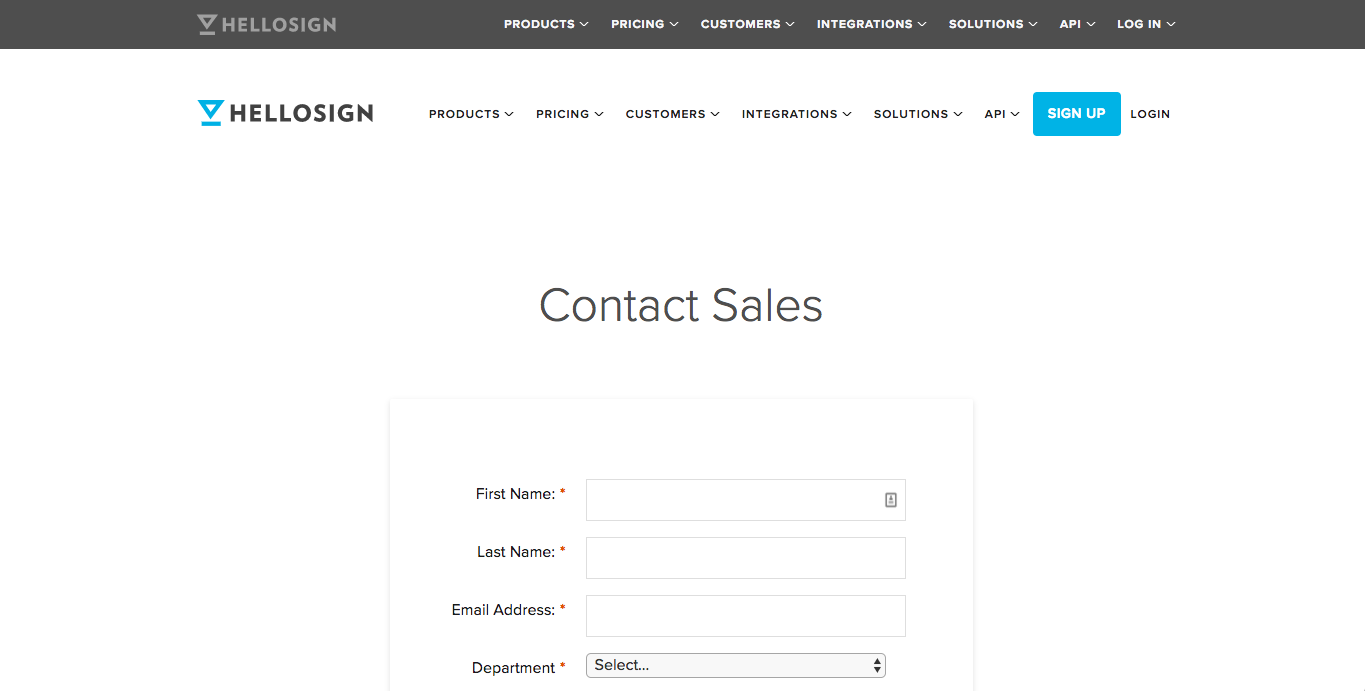 HELLOSIGN PRODUCTS PRICING CUSTOMERS INTEGRATIONS SOLUTIONS API LOG IN
HELLOSIGN PRODUCTS PRICING CUSTOMERS INTEGRATIONS SOLUTIONS API SIGN UP LOGIN
Contact Sales
First Name: *
Last Name: *
Email Address: *
Department * Select...